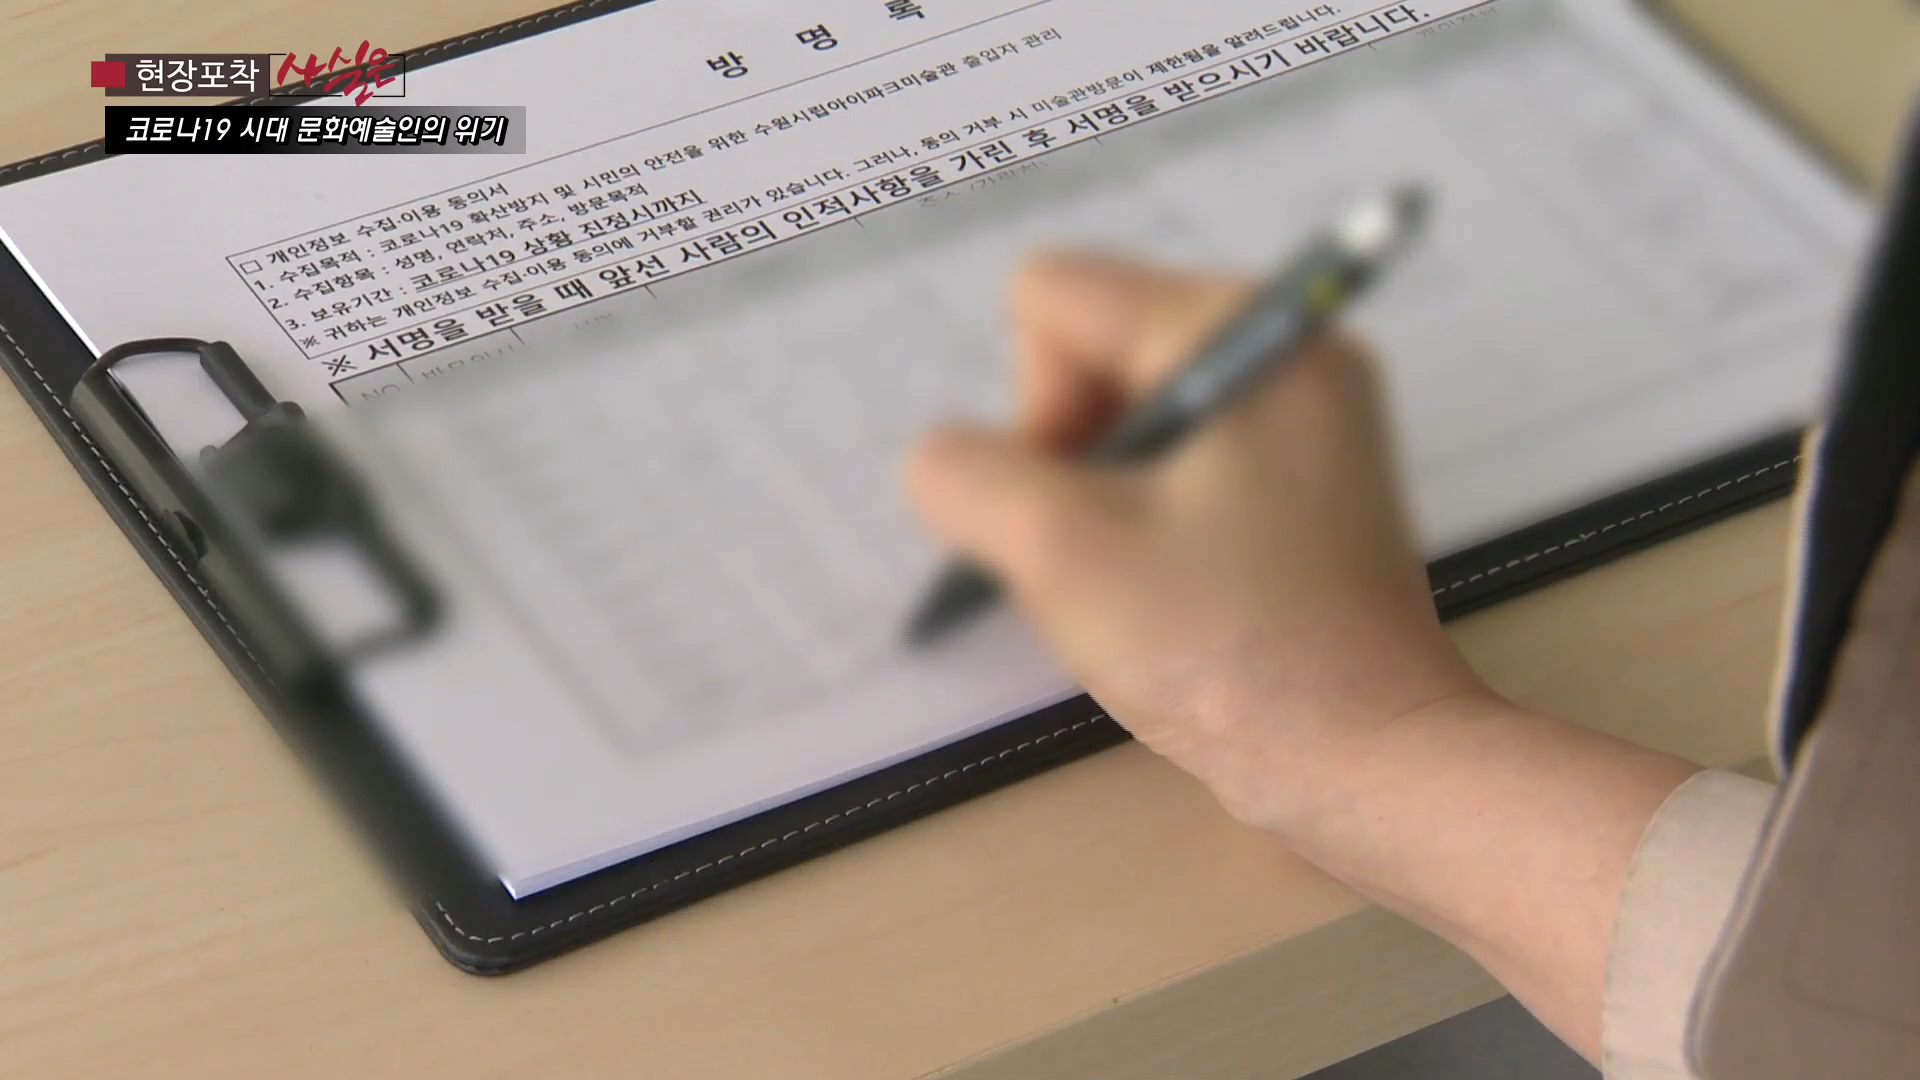 현장포착 사실은
코로나19 시대 문화예술인의 위기
방 명 록
□ 개인정보 수집·이용 동의서
1. 수집목적 : 코로나19 확산방지 및 시민의 안전을 위한 수원시립아이파크미술관 출입자 관리
2. 수집항목 : 성명, 연락처, 주소, 방문목적
3. 보유기간 : 코로나19 상황 진정시까지
※ 귀하는 개인정보 수집·이용 동의에 거부할 권리가 있습니다. 그러나, 동의 거부 시 미술관방문이 제한됨을 알려드립니다.
※ 서명을 받을 때 앞선 사람의 인적사항을 가린 후 서명을 받으시기 바랍니다.
NO